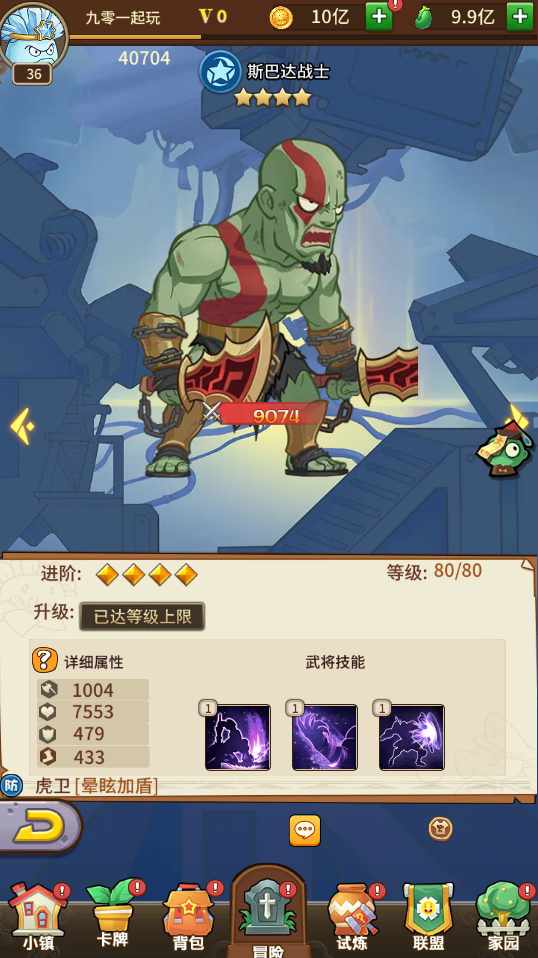 九零一起玩
V 0
10亿
9.9亿
36
40704
斯巴达战士
9074
进阶:
等级: 80/80
升级: 已达等级上限
详细属性
武将技能
1004
7553
479
433
1
1
1
防 虎卫 [晕眩加盾]
小镇
卡牌
背包
冒险
试炼
联盟
家园